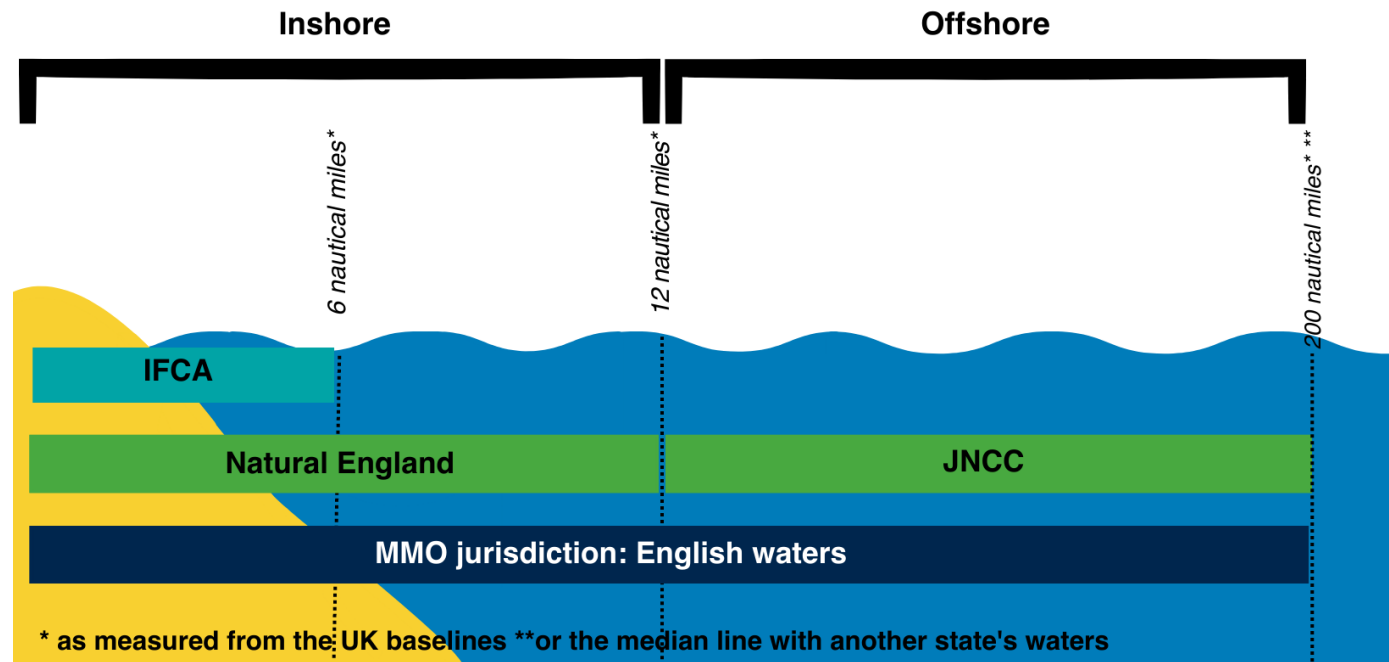 Inshore
Offshore
6 nautical miles*
12 nautical miles*
200 nautical miles* **
IFCA
Natural England
JNCC
MMO jurisdiction: English waters
* as measured from the UK baselines **or the median line with another state's waters